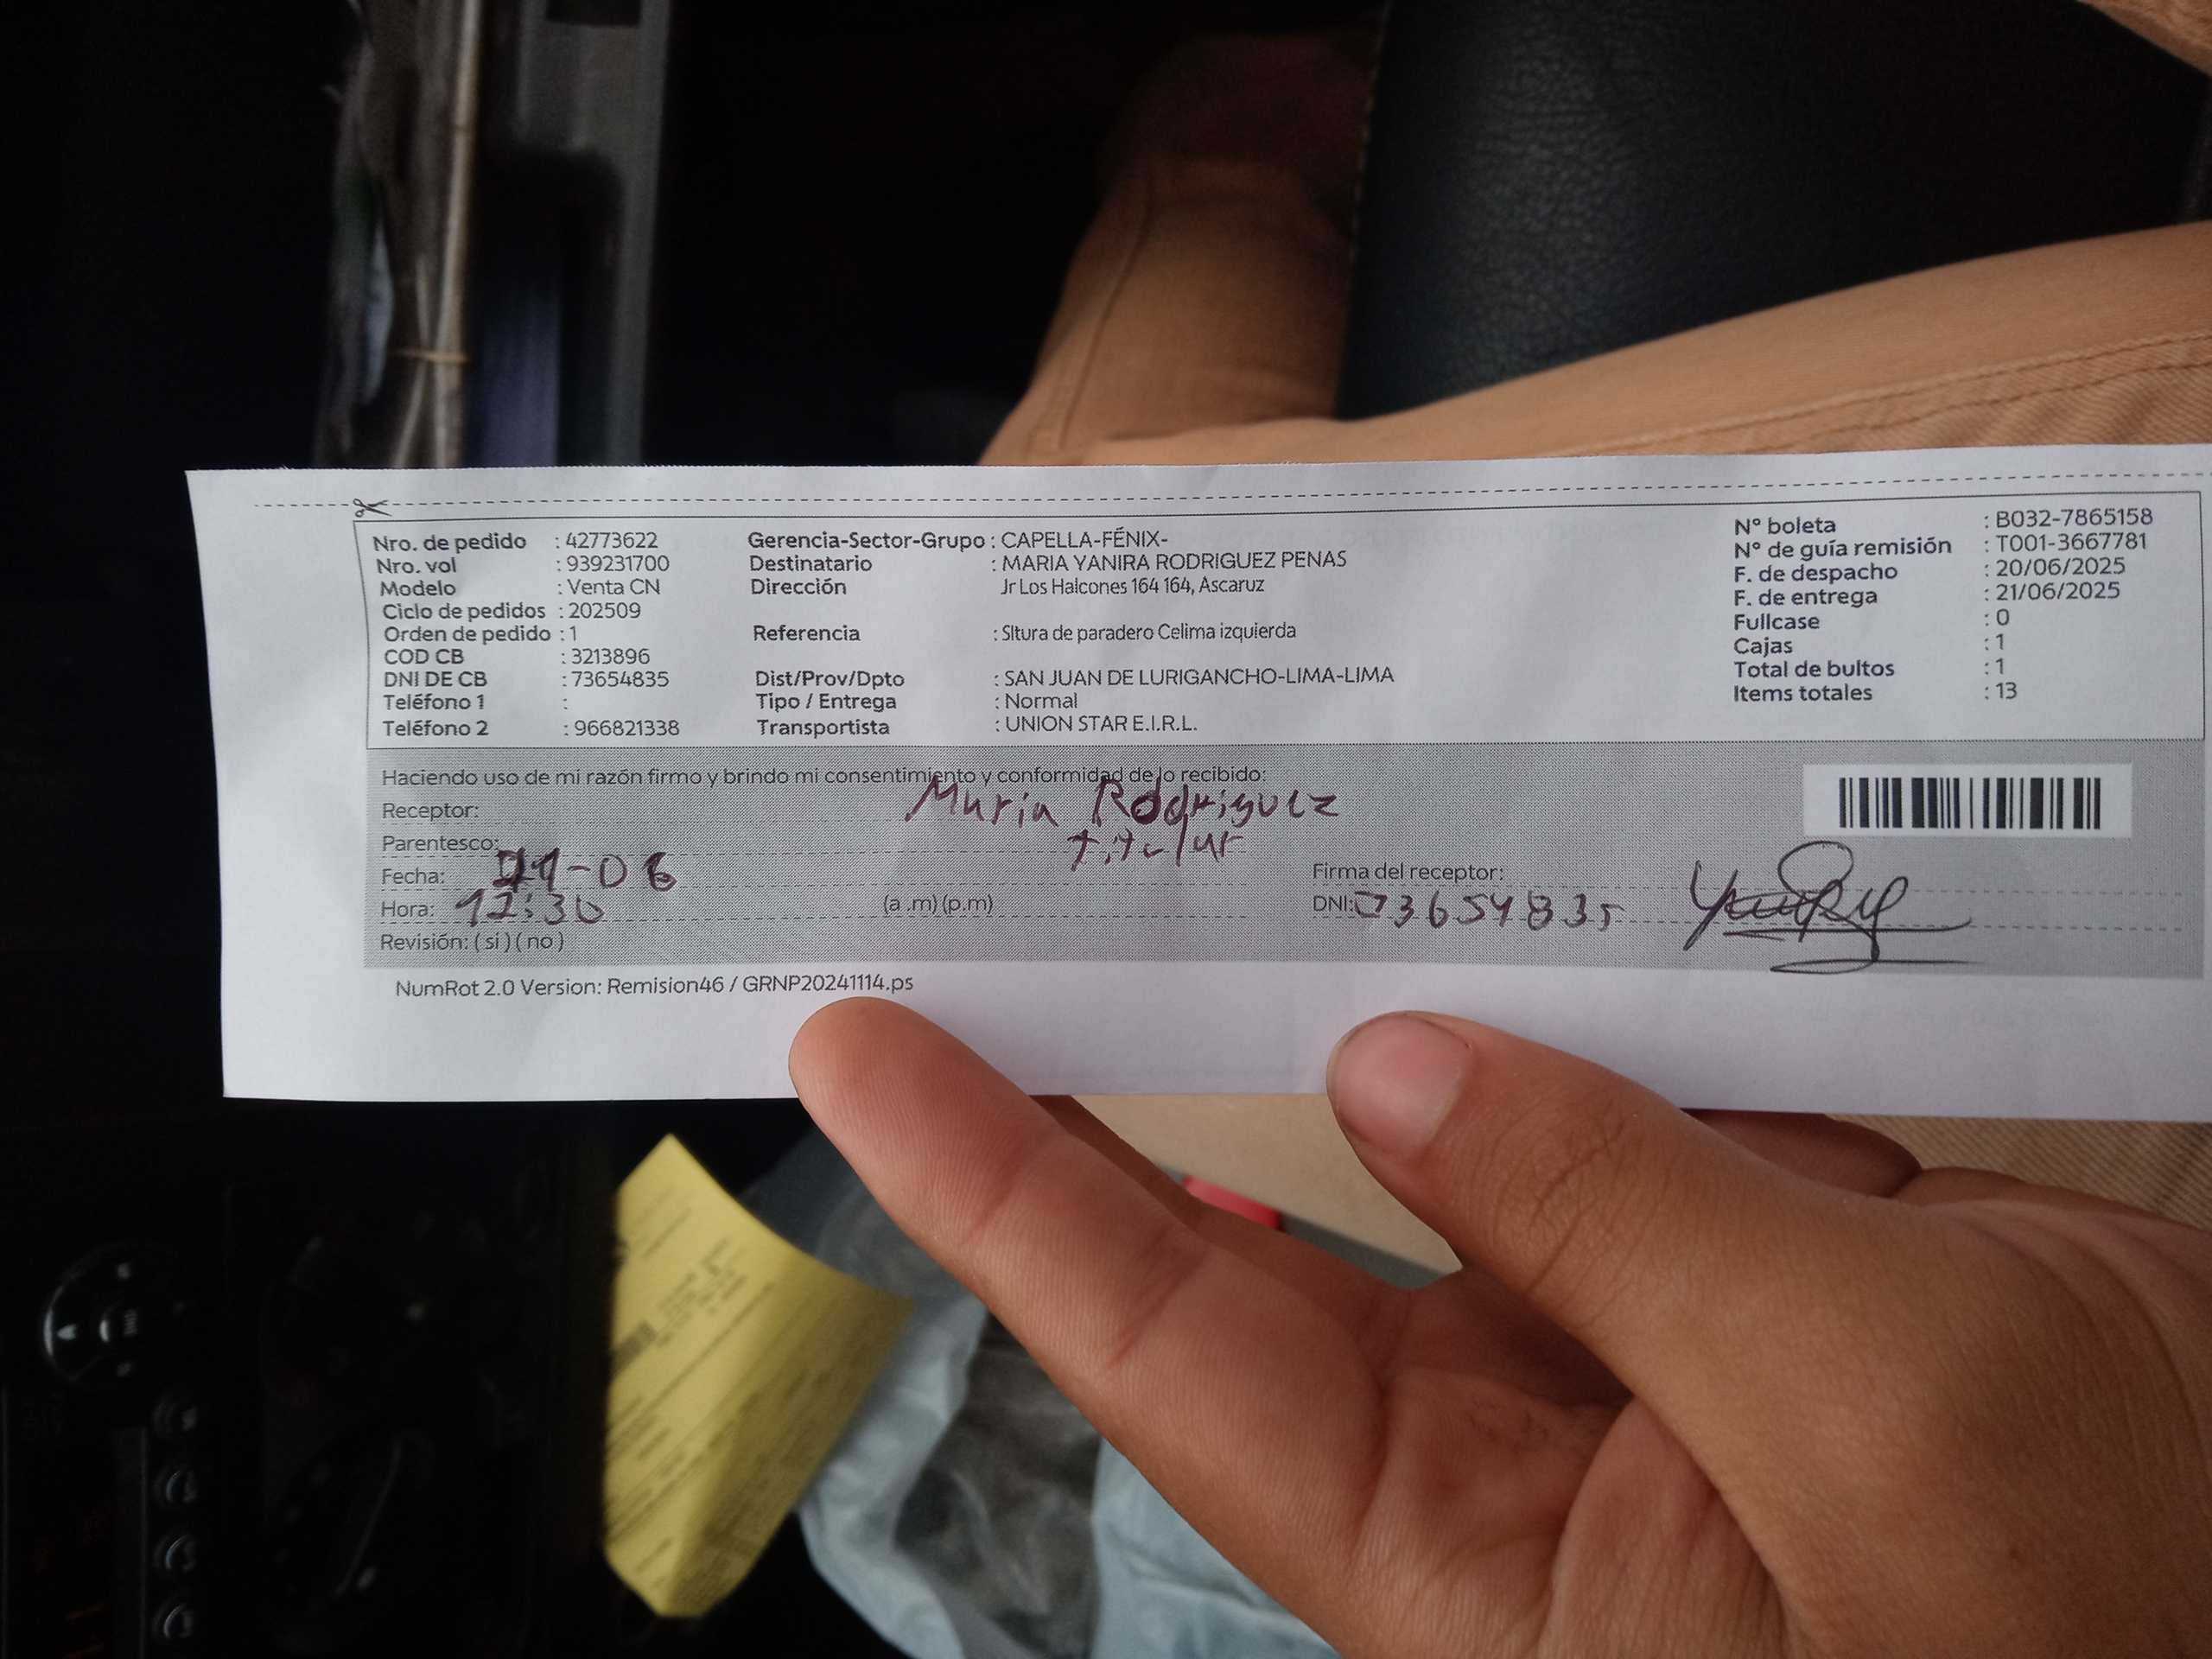 Nro. de pedido : 42773622
Nro. vol : 939231700
Modelo : Venta CN
Ciclo de pedidos : 202509
Orden de pedido : 1
COD CB : 3213896
DNI DE CB : 73654835
Teléfono 1 :
Teléfono 2 : 966821338
Gerencia-Sector-Grupo : CAPELLA-FÉNIX-
Destinatario : MARIA YANIRA RODRIGUEZ PENAS
Dirección Jr Los Halcones 164 164, Ascaruz
Referencia : SItura de paradero Celima izquierda
Dist/Prov/Dpto : SAN JUAN DE LURIGANCHO-LIMA-LIMA
Tipo / Entrega : Normal
Transportista : UNION STAR E.I.R.L.
N° boleta : B032-7865158
N° de guía remisión : T001-3667781
F. de despacho : 20/06/2025
F. de entrega : 21/06/2025
Fullcase : 0
Cajas : 1
Total de bultos : 1
Items totales : 13
Haciendo uso de mi razón firmo y brindo mi consentimiento y conformidad de lo recibido:
Receptor: Maria Rodriguez
Parentesco: titular
Fecha: 21-06
Hora: 12:30 (a .m) (p.m)
Revisión: ( si ) ( no )
Firma del receptor:
DNI: 73654835
NumRot 2.0 Version: Remision46 / GRNP20241114.ps